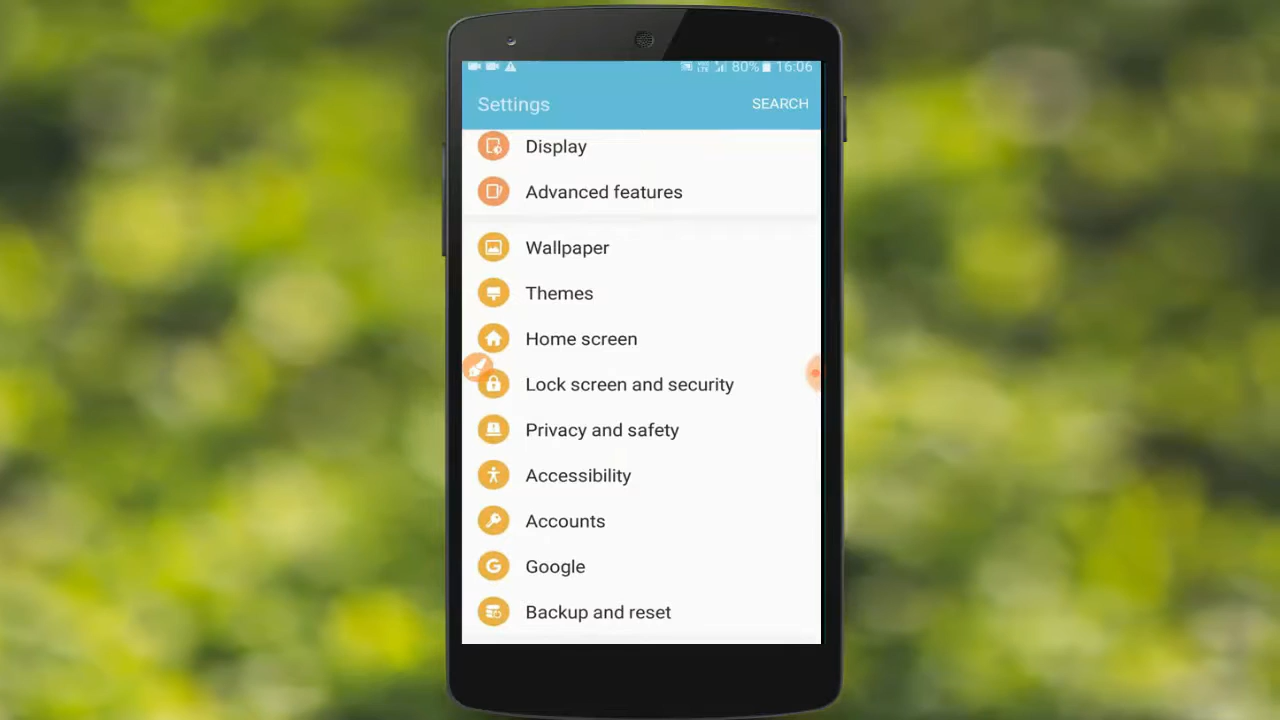 80% 16:06
Settings
SEARCH
Display
Advanced features
Wallpaper
Themes
Home screen
Lock screen and security
Privacy and safety
Accessibility
Accounts
Google
Backup and reset